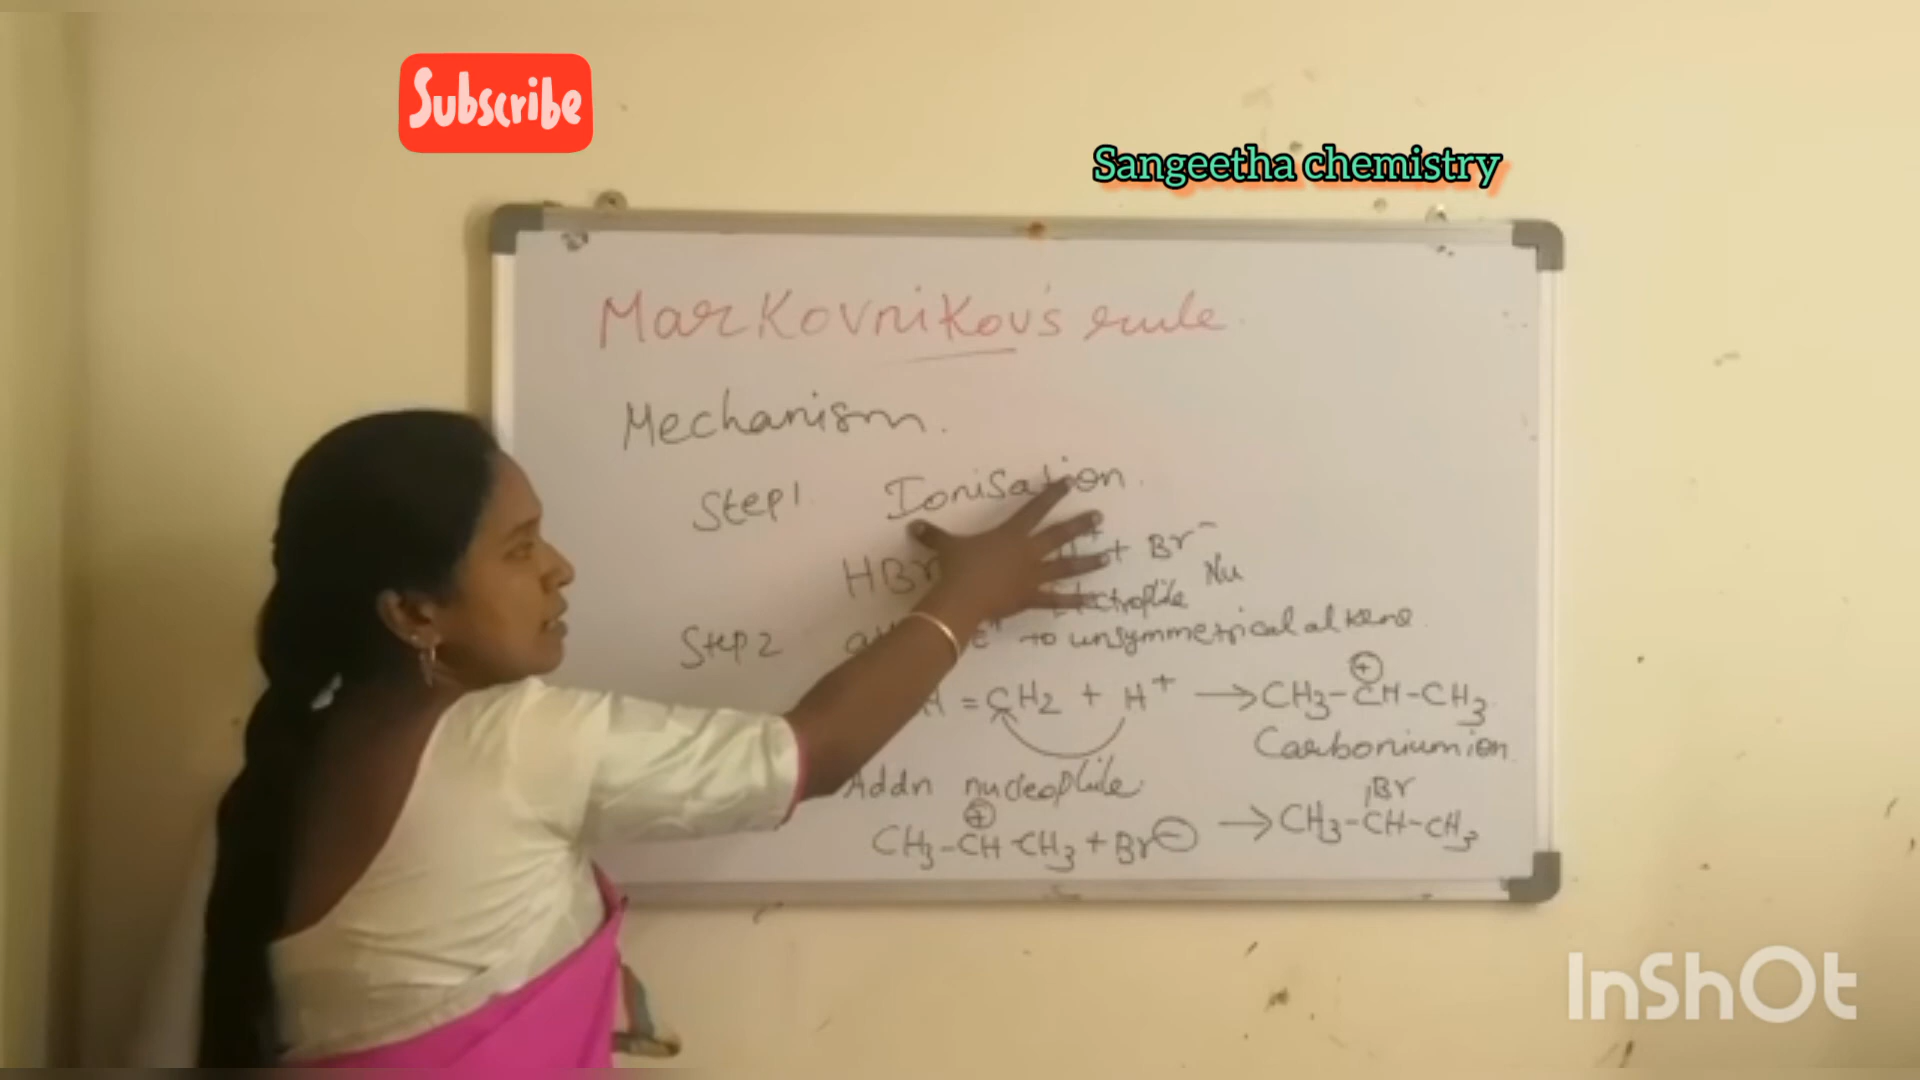 Subscribe
Sangeetha chemistry
Markovnikov's rule
Mechanism.
Step 1 Ionisation.
HBr + Br⁻
Electrophile Nu
Step 2 to unsymmetrical alkene
= CH2 + H⁺ → CH3-CH-CH3
Carbonium ion
Addn nucleophile
CH3-CH-CH3 + Br⊖ → CH3-CH-CH3
⊕ Br
InShOt